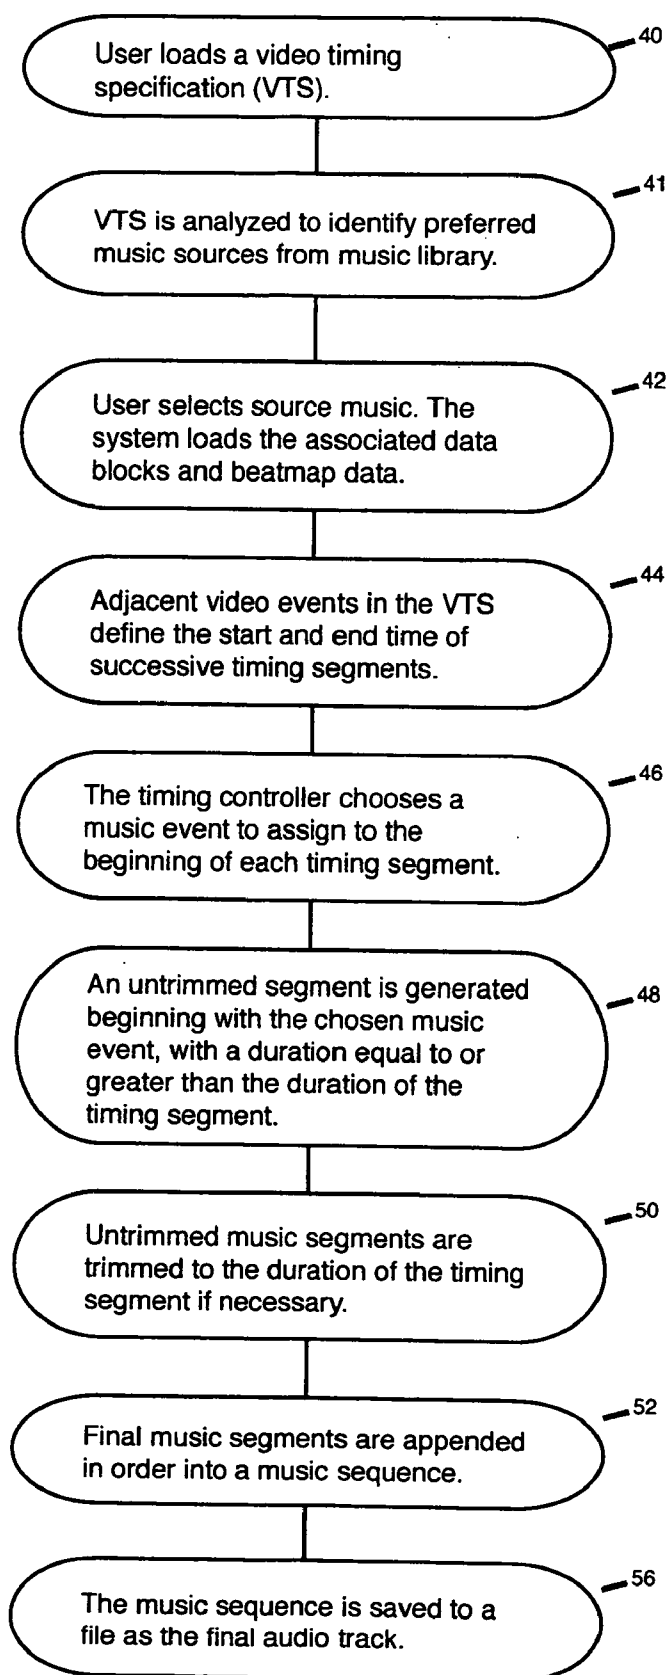 40
User loads a video timing
specification (VTS).
41
VTS is analyzed to identify preferred
music sources from music library.
42
User selects source music. The
system loads the associated data
blocks and beatmap data.
44
Adjacent video events in the VTS
define the start and end time of
successive timing segments.
46
The timing controller chooses a
music event to assign to the
beginning of each timing segment.
48
An untrimmed segment is generated
beginning with the chosen music
event, with a duration equal to or
greater than the duration of the
timing segment.
50
Untrimmed music segments are
trimmed to the duration of the timing
segment if necessary.
52
Final music segments are appended
in order into a music sequence.
56
The music sequence is saved to a
file as the final audio track.